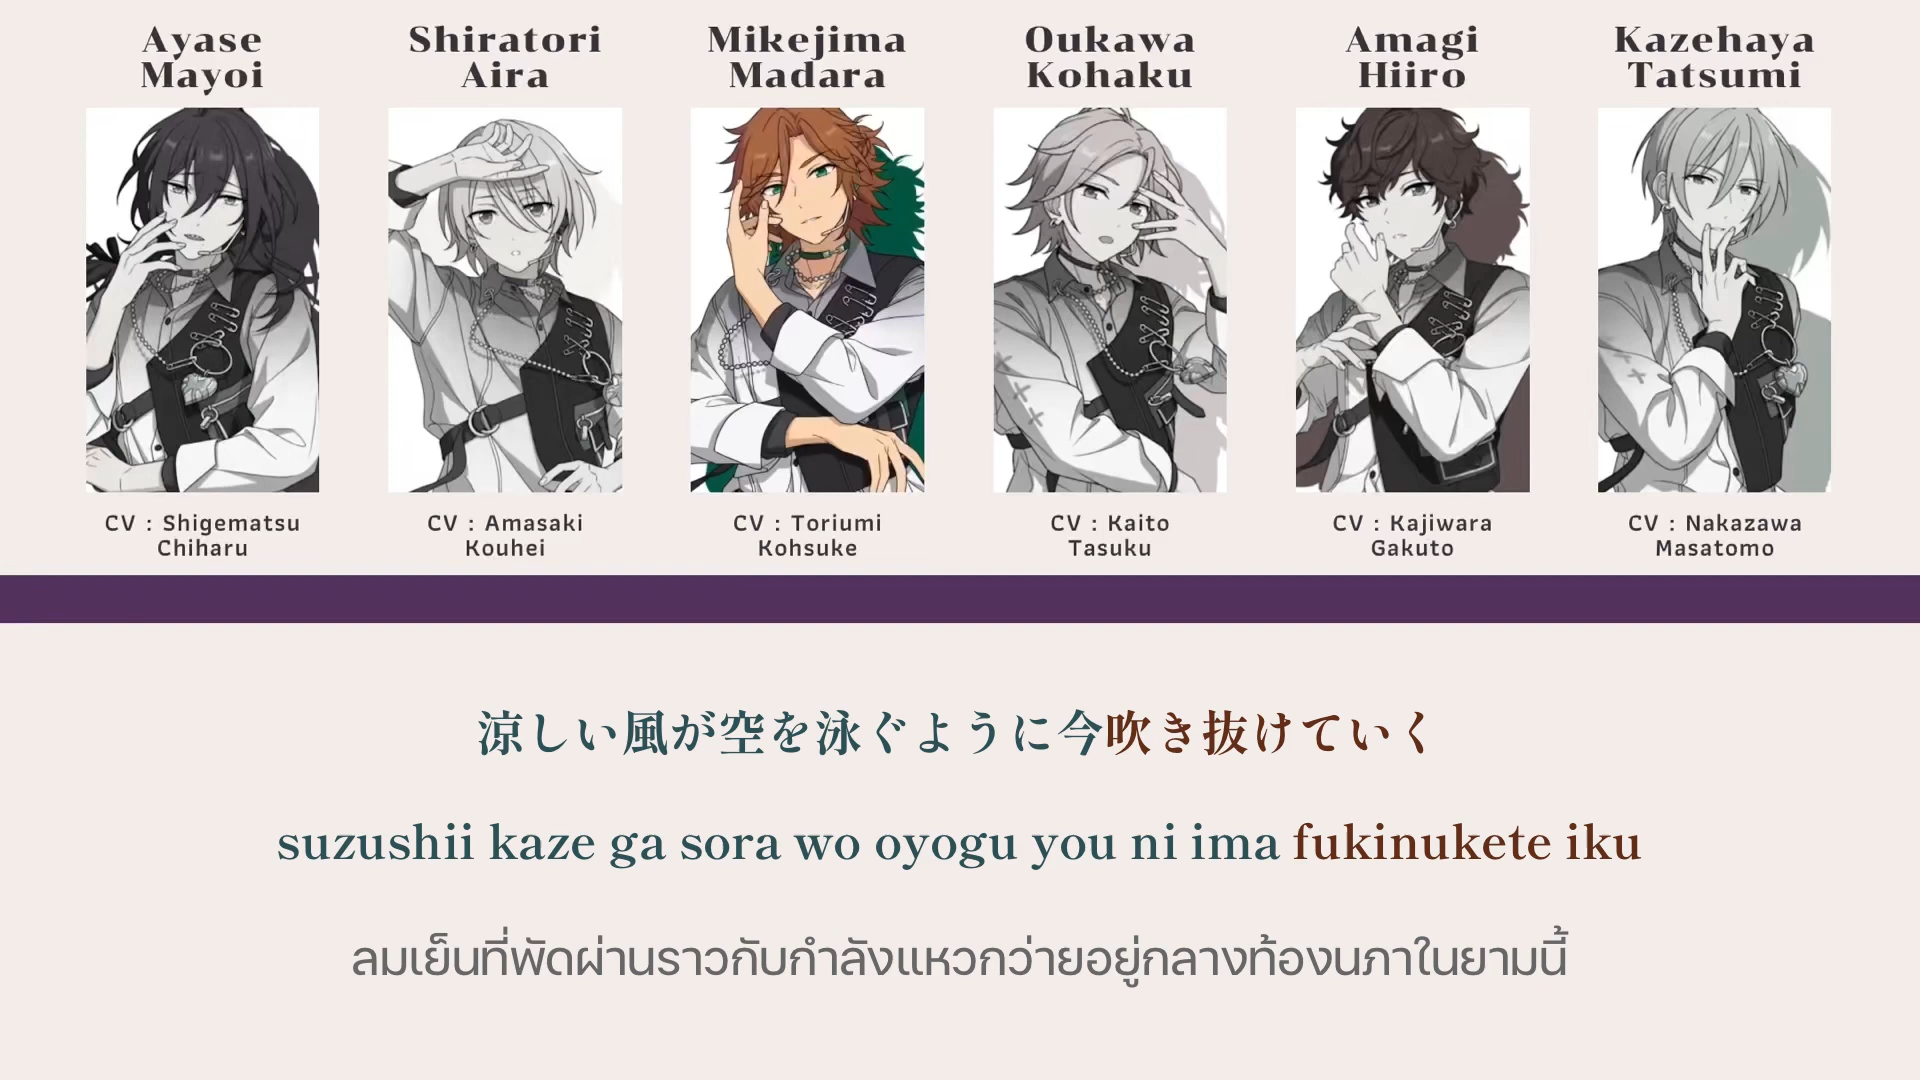 Ayase
Mayoi
Shiratori
Aira
Mikejima
Madara
Oukawa
Kohaku
Amagi
Hiiro
Kazehaya
Tatsumi
CV : Shigematsu
Chiharu
CV : Amasaki
Kouhei
CV : Toriumi
Kohsuke
CV : Kaito
Tasuku
CV : Kajiwara
Gakuto
CV : Nakazawa
Masatomo
涼しい風が空を泳ぐように今吹き抜けていく
suzushii kaze ga sora wo oyogu you ni ima fukinukete iku
ลมเย็นที่พัดผ่านราวกับกำลังแหวกว่ายอยู่กลางท้องนภาในยามนี้